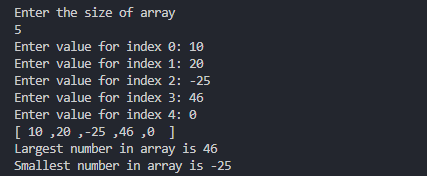 Enter the size of array
5
Enter value for index 0: 10
Enter value for index 1: 20
Enter value for index 2: -25
Enter value for index 3: 46
Enter value for index 4: 0
[ 10 ,20 ,-25 ,46 ,0  ]
Largest number in array is 46
Smallest number in array is -25